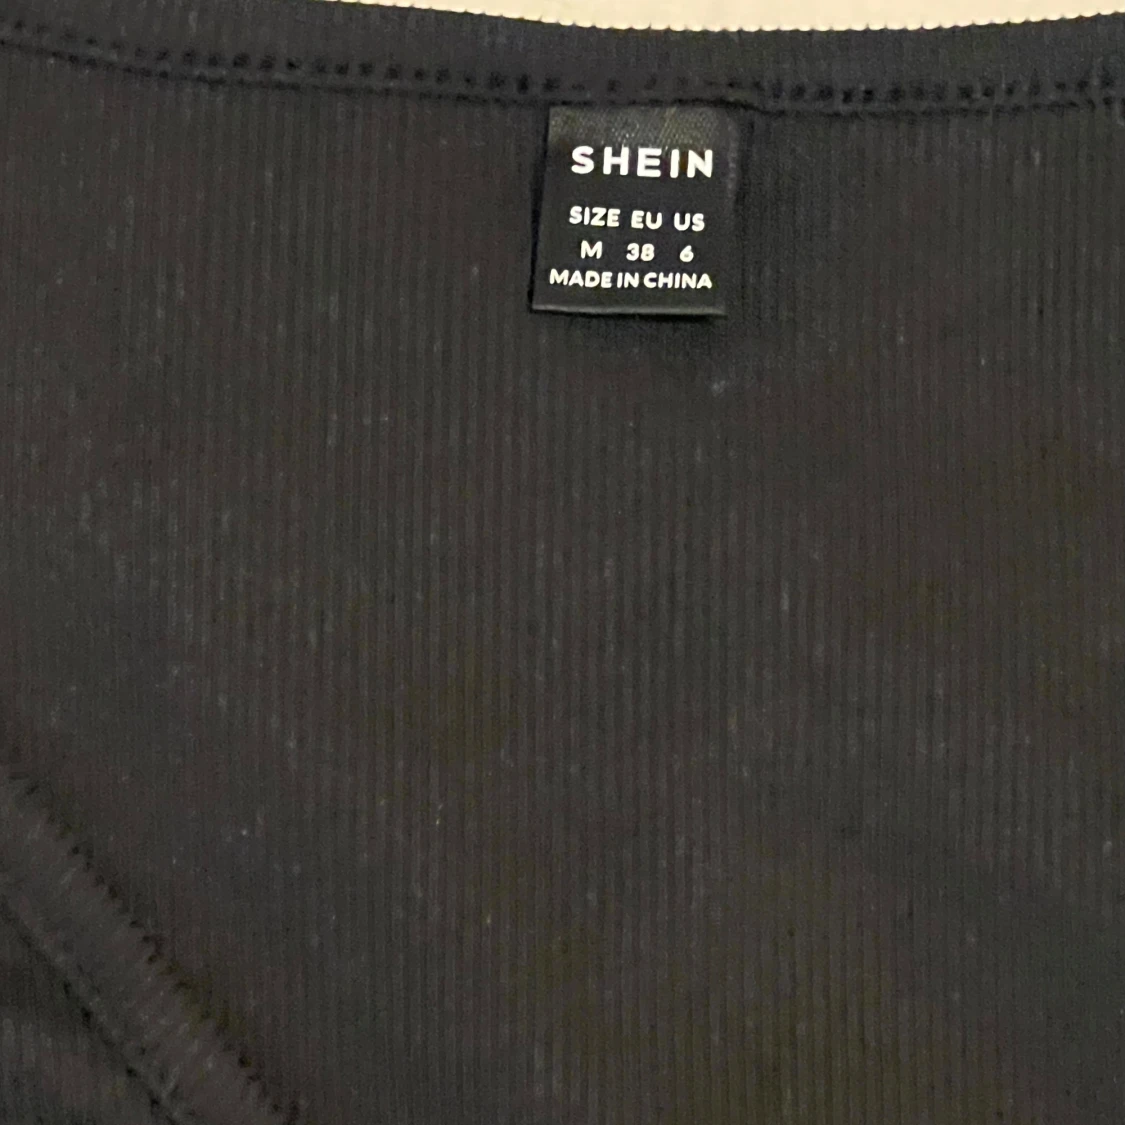 SHEIN
SIZE EU US
M 38 6
MADE IN CHINA